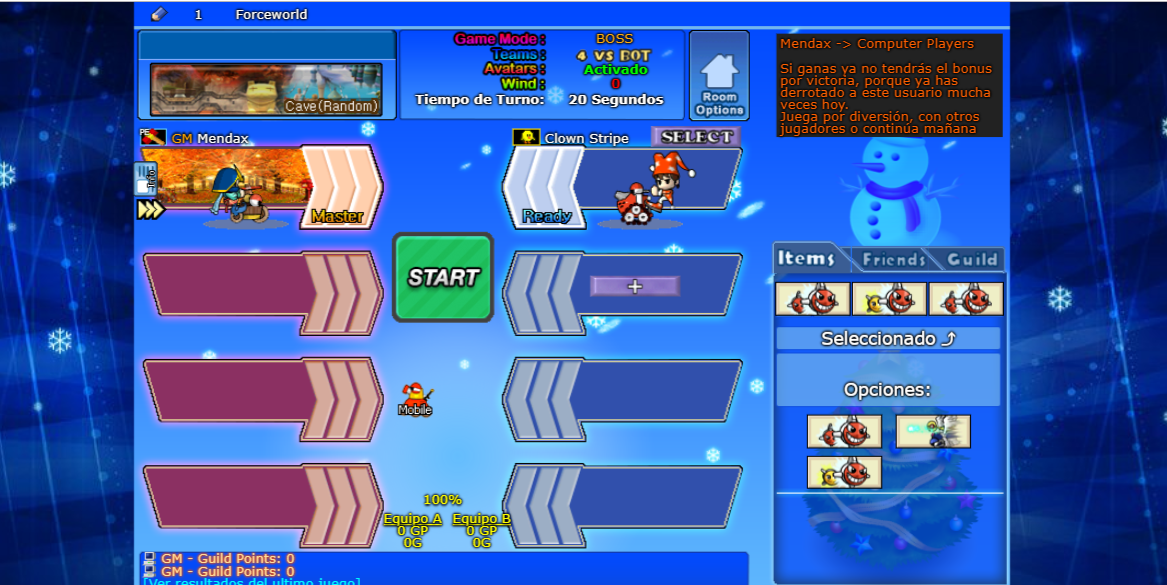 1 Forceworld
Game Mode : BOSS
Teams : 4 VS BOT
Avatars : Activado
Wind : 0
Tiempo de Turno: 20 Segundos
Cave(Random)
Room
Options
Mendax -> Computer Players
Si ganas ya no tendrás el bonus
por victoria, porque ya has
derrotado a este usuario mucha
veces hoy.
Juega por diversión, con otros
jugadores o continúa mañana
GM Mendax
Clown Stripe
SELECT
Info
Master
Ready
START
+
Items
Friends
Guild
Seleccionado
Opciones:
Mobile
100%
Equipo A Equipo B
0 GP 0 GP
0G 0G
GM - Guild Points: 0
GM - Guild Points: 0
[Ver resultados del ultimo juego]